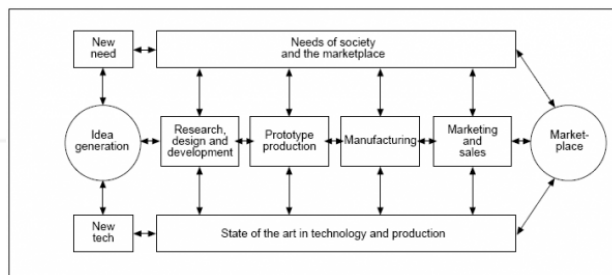 New
need
Needs of society
and the marketplace
Idea
generation
Research,
design and
development
Prototype
production
Manufacturing
Marketing
and
sales
Market-
place
New
tech
State of the art in technology and production